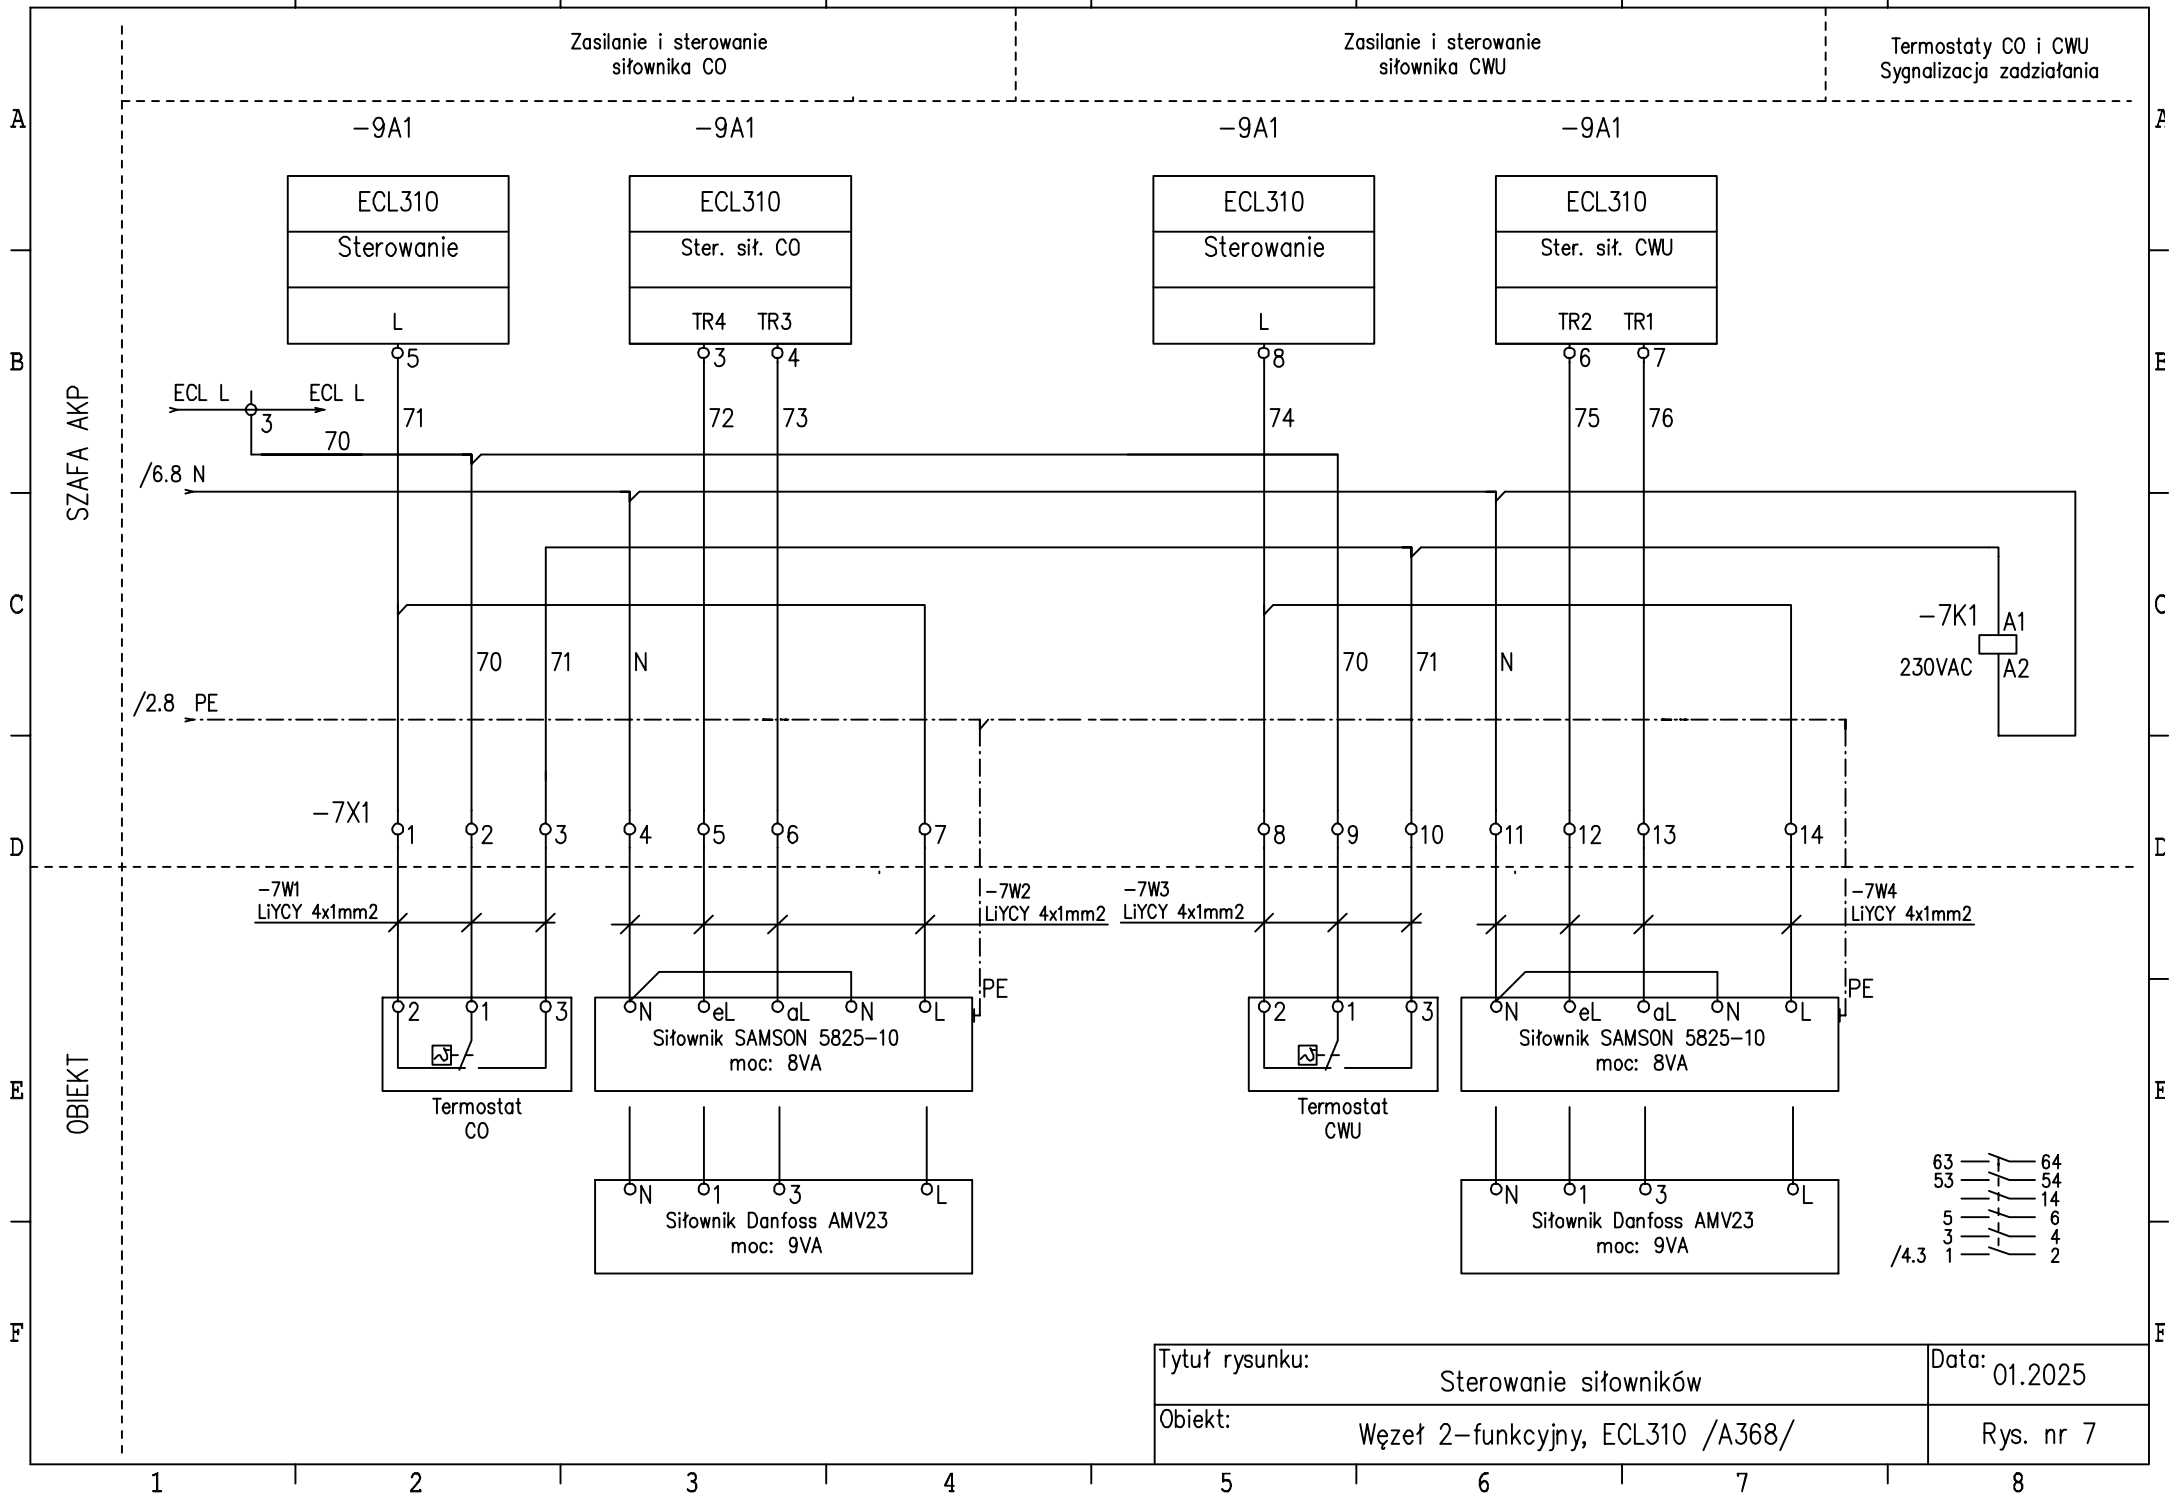 Zasilanie i sterowanie
siłownika CO
Zasilanie i sterowanie
siłownika CWU
Termostaty CO i CWU
Sygnalizacja zadziałania
A
A
-9A1
-9A1
-9A1
-9A1
ECL310
ECL310
ECL310
ECL310
Sterowanie
Ster. sił. CO
Sterowanie
Ster. sił. CWU
L
TR4 TR3
L
TR2 TR1
5
3
4
8
6
7
B
B
SZAFA AKP
ECL L
ECL L
3
70
71
72
73
74
75
76
/6.8 N
C
C
70
71
N
70
71
N
-7K1
A1
230VAC
A2
/2.8 PE
-7X1
1
2
3
4
5
6
7
8
9
10
11
12
13
14
D
D
-7W1
LiYCY 4x1mm2
-7W2
LiYCY 4x1mm2
-7W3
LiYCY 4x1mm2
-7W4
LiYCY 4x1mm2
PE
PE
2
1
3
N
eL
aL
N
L
2
1
3
N
eL
aL
N
L
Siłownik SAMSON 5825-10
moc: 8VA
Siłownik SAMSON 5825-10
moc: 8VA
E
E
OBIEKT
Termostat
CO
Termostat
CWU
N
1
3
L
N
1
3
L
Siłownik Danfoss AMV23
moc: 9VA
Siłownik Danfoss AMV23
moc: 9VA
63 64
53 54
14
5 6
3 4
/4.3 1 2
F
F
Tytuł rysunku:
Sterowanie siłowników
Data:
01.2025
Obiekt:
Węzeł 2-funkcyjny, ECL310 /A368/
Rys. nr 7
1
2
3
4
5
6
7
8